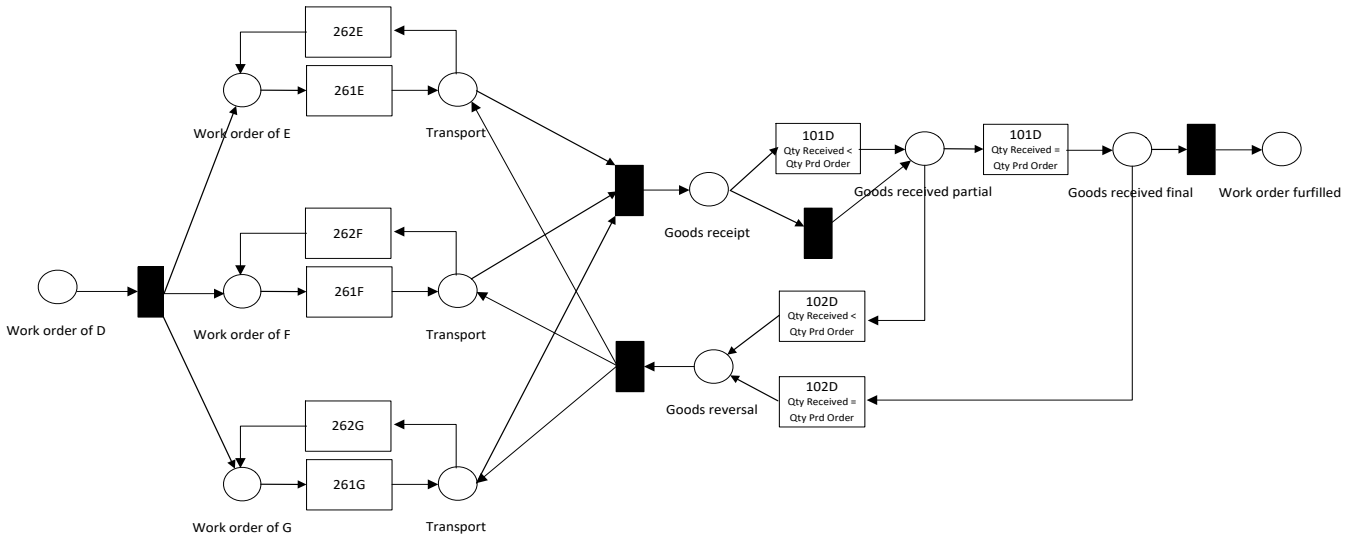 262E
261E
Work order of E
Transport
101D
Qty Received <
Qty Prd Order
101D
Qty Received =
Qty Prd Order
Goods received partial
Goods received final
Work order furfilled
Goods receipt
262F
261F
Work order of D
Work order of F
Transport
102D
Qty Received <
Qty Prd Order
102D
Qty Received =
Qty Prd Order
Goods reversal
262G
261G
Work order of G
Transport